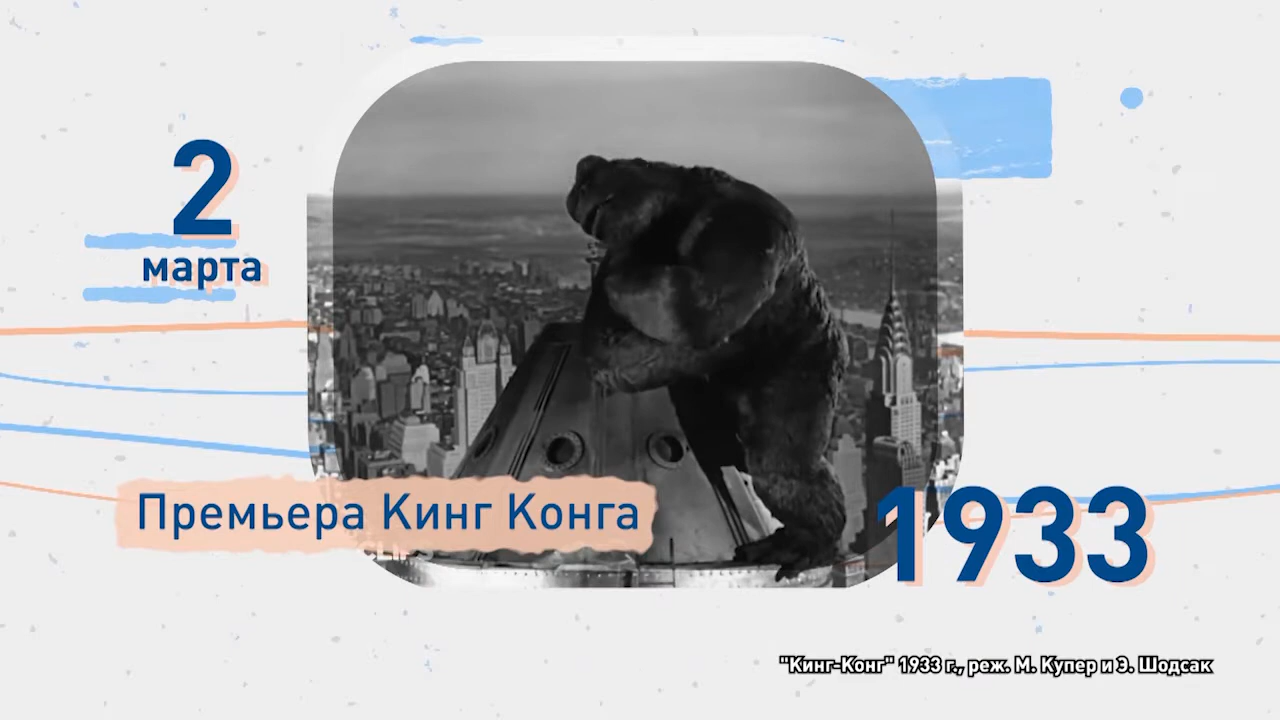 2
марта
Премьера Кинг Конга
1933
"Кинг-Конг" 1933 г., реж. М. Купер и Э. Шодсак